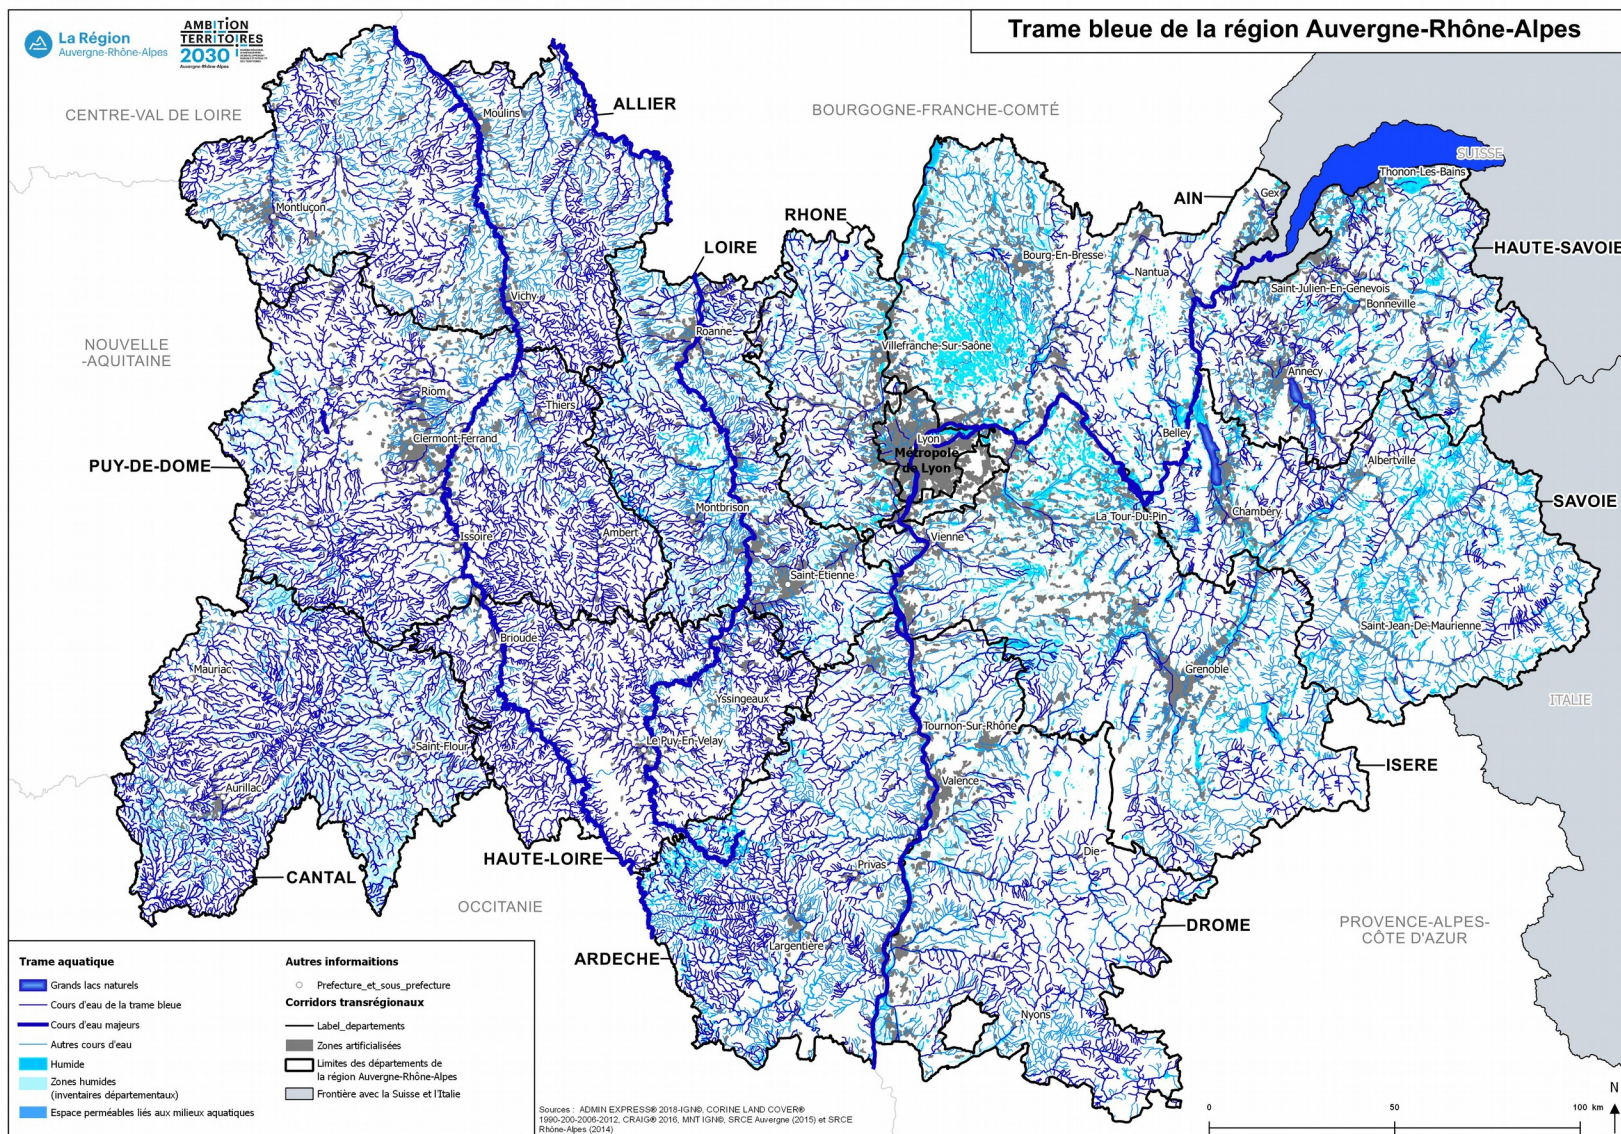 La Région
Auvergne-Rhône-Alpes
AMBITION
TERRITOIRES
2030
Auvergne-Rhône-Alpes
Trame bleue de la région Auvergne-Rhône-Alpes
CENTRE-VAL DE LOIRE
BOURGOGNE-FRANCHE-COMTÉ
ALLIER
Moulins
SUISSE
Thonon-Les-Bains
Gex
AIN
Montluçon
RHONE
LOIRE
HAUTE-SAVOIE
Bourg-En-Bresse
Nantua
Saint-Julien-En-Genevois
Bonneville
Vichy
Roanne
NOUVELLE
-AQUITAINE
Villefranche-Sur-Saône
Annecy
Riom
Thiers
Clermont-Ferrand
Lyon
Métropole
de Lyon
Belley
PUY-DE-DOME
Albertville
SAVOIE
Montbrison
La Tour-Du-Pin
Chambéry
Issoire
Ambert
Vienne
Saint-Etienne
Saint-Jean-De-Maurienne
Brioude
Mauriac
Grenoble
Yssingeaux
ITALIE
Tournon-Sur-Rhône
Saint-Flour
Le Puy-En-Velay
ISERE
Aurillac
Valence
HAUTE-LOIRE
Privas
Die
CANTAL
OCCITANIE
DROME
PROVENCE-ALPES-
CÔTE D'AZUR
Largentière
ARDECHE
Nyons
Trame aquatique
Grands lacs naturels
Cours d'eau de la trame bleue
Cours d'eau majeurs
Autres cours d'eau
Humide
Zones humides
(inventaires départementaux)
Espace perméables liés aux milieux aquatiques
Autres informaitions
Prefecture_et_sous_prefecture
Corridors transrégionaux
Label_departements
Zones artificialisées
Limites des départements de
la région Auvergne-Rhône-Alpes
Frontière avec la Suisse et l'Italie
Sources : ADMIN EXPRESS® 2018-IGN®, CORINE LAND COVER®
1990-200-2006-2012, CRAIG® 2016, MNT IGN®, SRCE Auvergne (2015) et SRCE
Rhône-Alpes (2014)
N
0 50 100 km